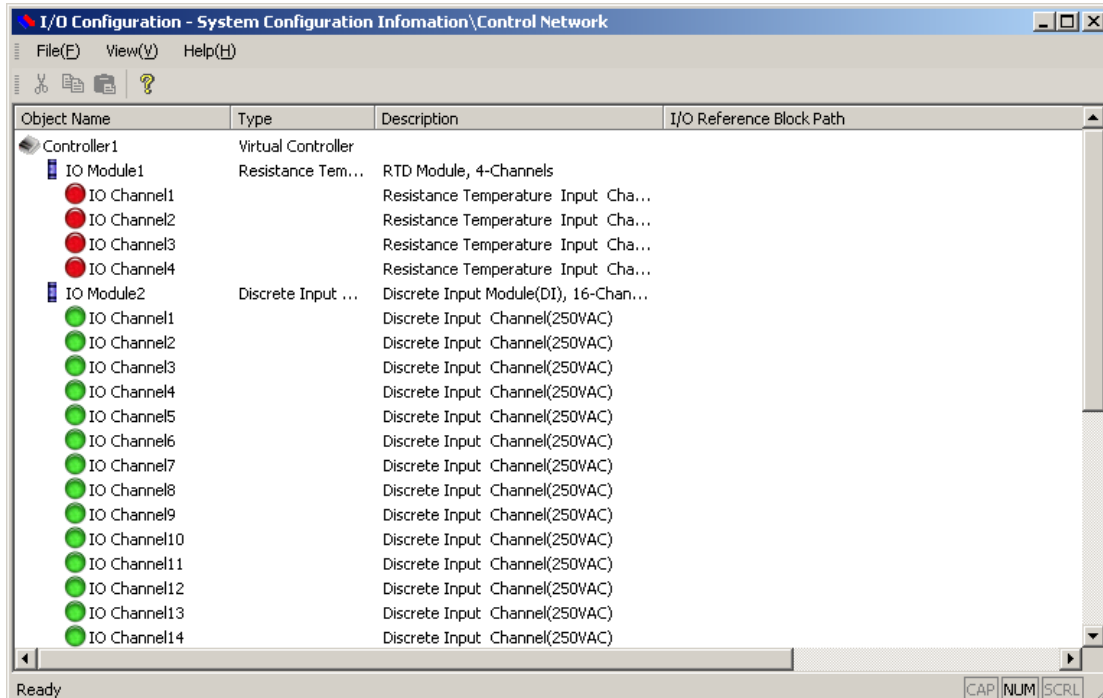 I/O Configuration - System Configuration Infomation\Control Network
File(F) View(V) Help(H)
Object Name Type Description I/O Reference Block Path
Controller1 Virtual Controller
IO Module1 Resistance Tem... RTD Module, 4-Channels
IO Channel1 Resistance Temperature Input Cha...
IO Channel2 Resistance Temperature Input Cha...
IO Channel3 Resistance Temperature Input Cha...
IO Channel4 Resistance Temperature Input Cha...
IO Module2 Discrete Input ... Discrete Input Module(DI), 16-Chan...
IO Channel1 Discrete Input Channel(250VAC)
IO Channel2 Discrete Input Channel(250VAC)
IO Channel3 Discrete Input Channel(250VAC)
IO Channel4 Discrete Input Channel(250VAC)
IO Channel5 Discrete Input Channel(250VAC)
IO Channel6 Discrete Input Channel(250VAC)
IO Channel7 Discrete Input Channel(250VAC)
IO Channel8 Discrete Input Channel(250VAC)
IO Channel9 Discrete Input Channel(250VAC)
IO Channel10 Discrete Input Channel(250VAC)
IO Channel11 Discrete Input Channel(250VAC)
IO Channel12 Discrete Input Channel(250VAC)
IO Channel13 Discrete Input Channel(250VAC)
IO Channel14 Discrete Input Channel(250VAC)
Ready CAP NUM SCRL